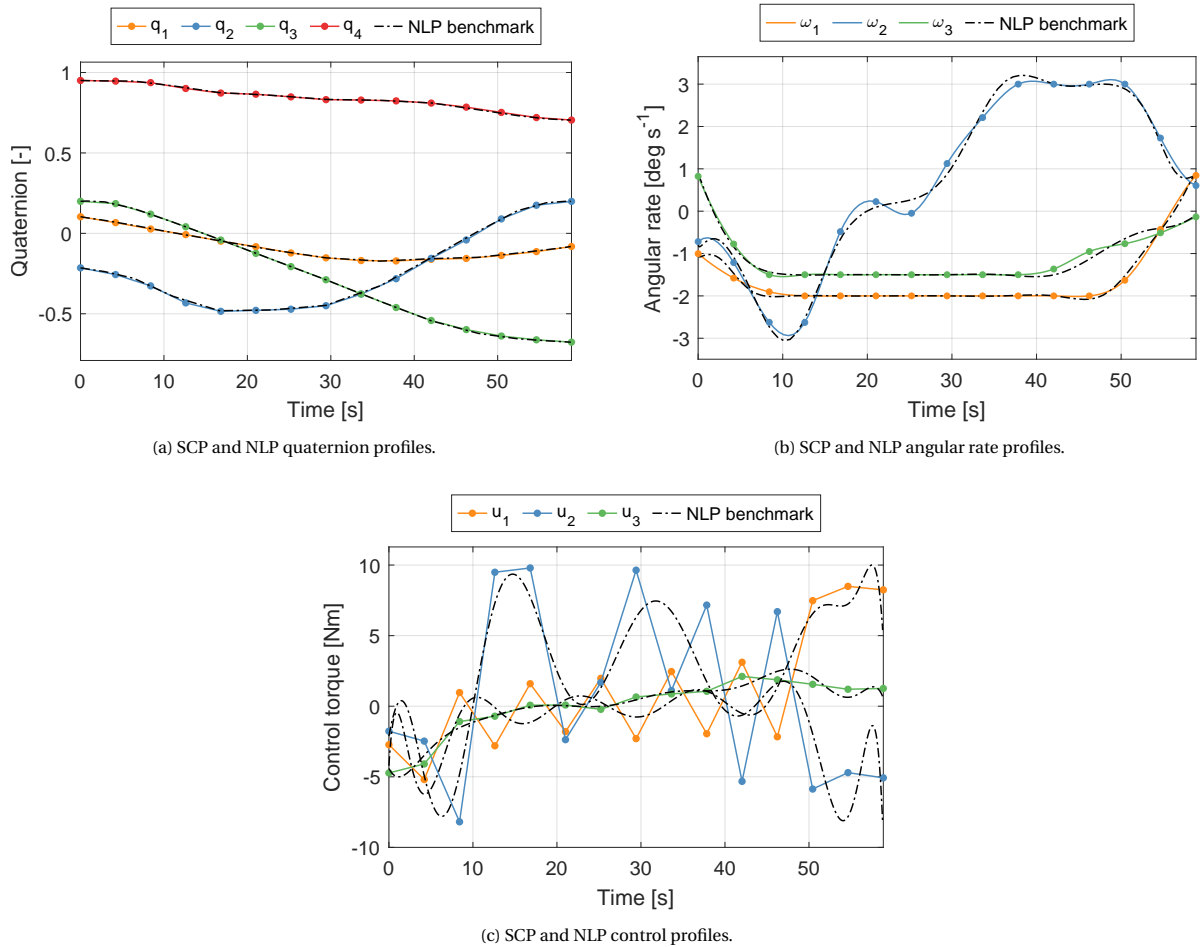 q1 q2 q3 q4 NLP benchmark
1
0.5
0
-0.5
Quaternion [-]
0 10 20 30 40 50
Time [s]
(a) SCP and NLP quaternion profiles.
ω1 ω2 ω3 NLP benchmark
3
2
1
0
-1
-2
-3
Angular rate [deg s-1]
0 10 20 30 40 50
Time [s]
(b) SCP and NLP angular rate profiles.
u1 u2 u3 NLP benchmark
10
5
0
-5
-10
Control torque [Nm]
0 10 20 30 40 50
Time [s]
(c) SCP and NLP control profiles.